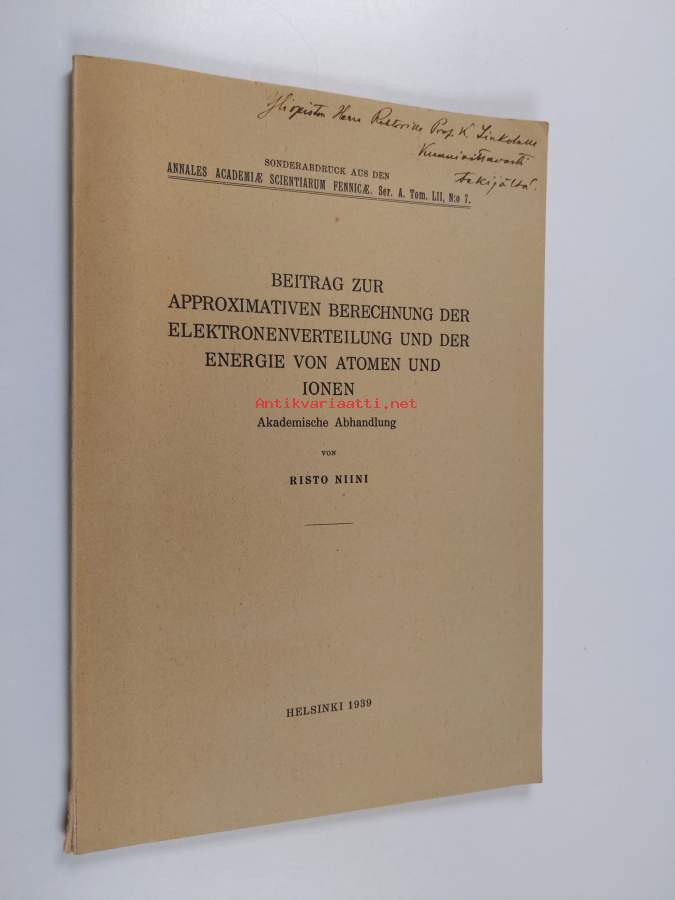 Yliopiston Herra Rehtorille Prof. K. Linkolalle
Kunnioittavasti
tekijältä.
SONDERABDRUCK AUS DEN
ANNALES ACADEMIÆ SCIENTIARUM FENNICÆ. Ser. A. Tom. LII, N:o 7.
BEITRAG ZUR
APPROXIMATIVEN BERECHNUNG DER
ELEKTRONENVERTEILUNG UND DER
ENERGIE VON ATOMEN UND
IONEN
Antikvariaatti.net
Akademische Abhandlung
VON
RISTO NIINI
HELSINKI 1939